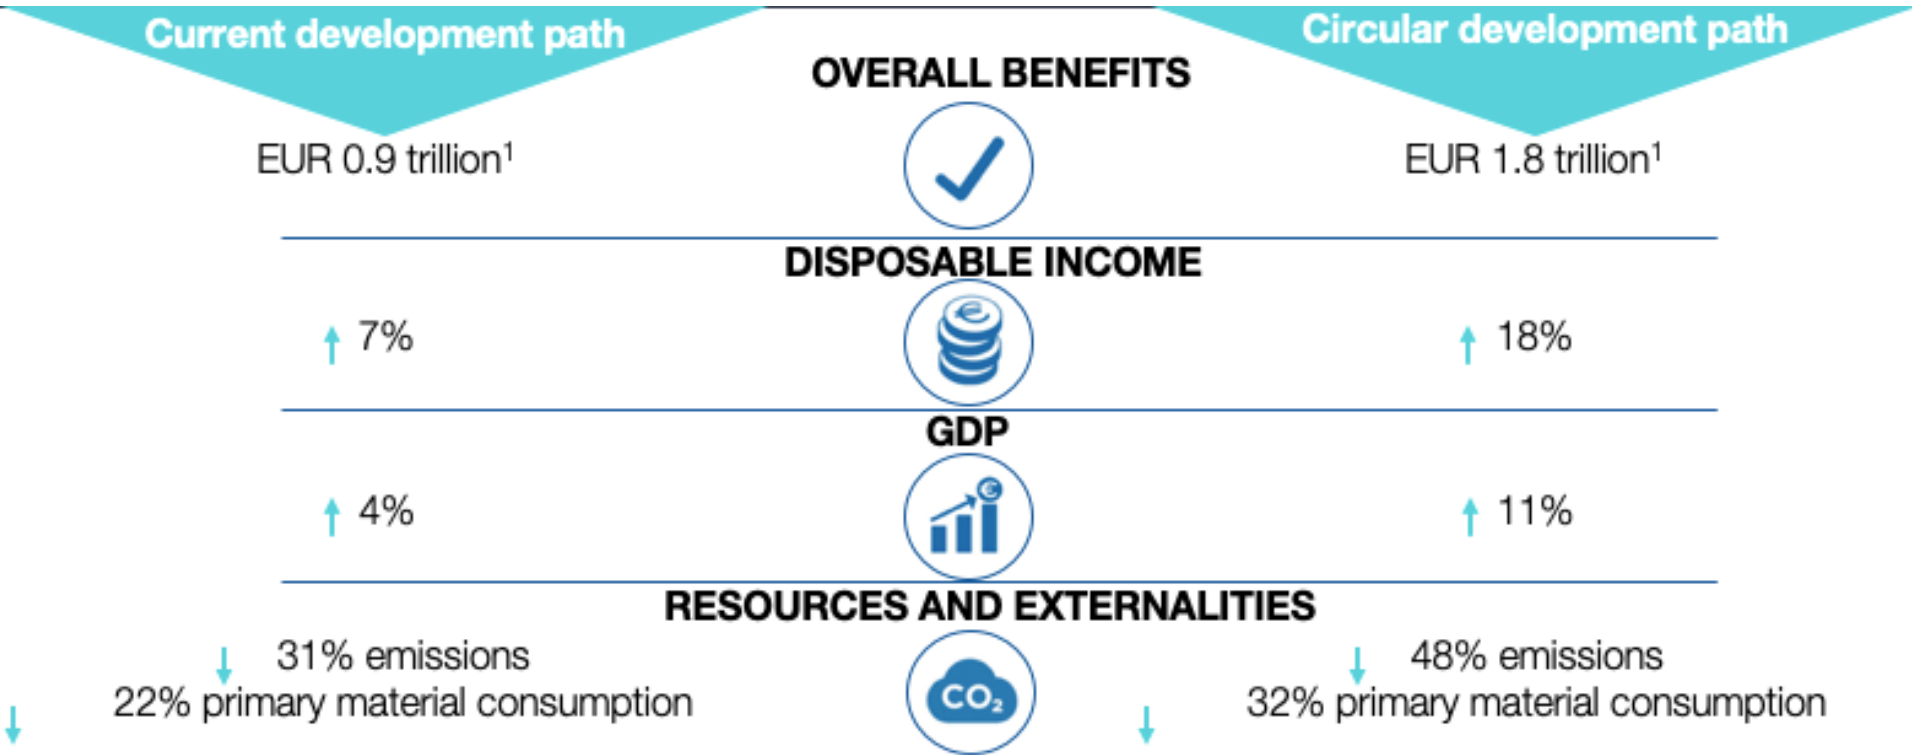 Current development path
Circular development path
OVERALL BENEFITS
EUR 0.9 trillion¹
EUR 1.8 trillion¹
DISPOSABLE INCOME
7%
18%
GDP
4%
11%
RESOURCES AND EXTERNALITIES
31% emissions
48% emissions
22% primary material consumption
32% primary material consumption
CO₂